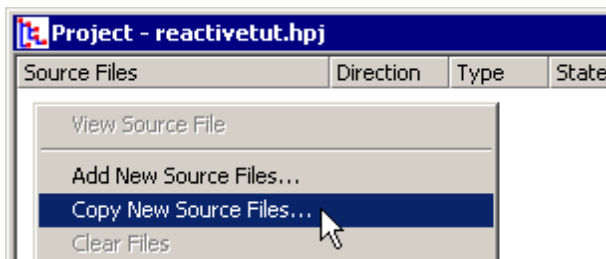 Project - reactivetut.hpj
Source Files Direction Type State
View Source File
Add New Source Files...
Copy New Source Files...
Clear Files